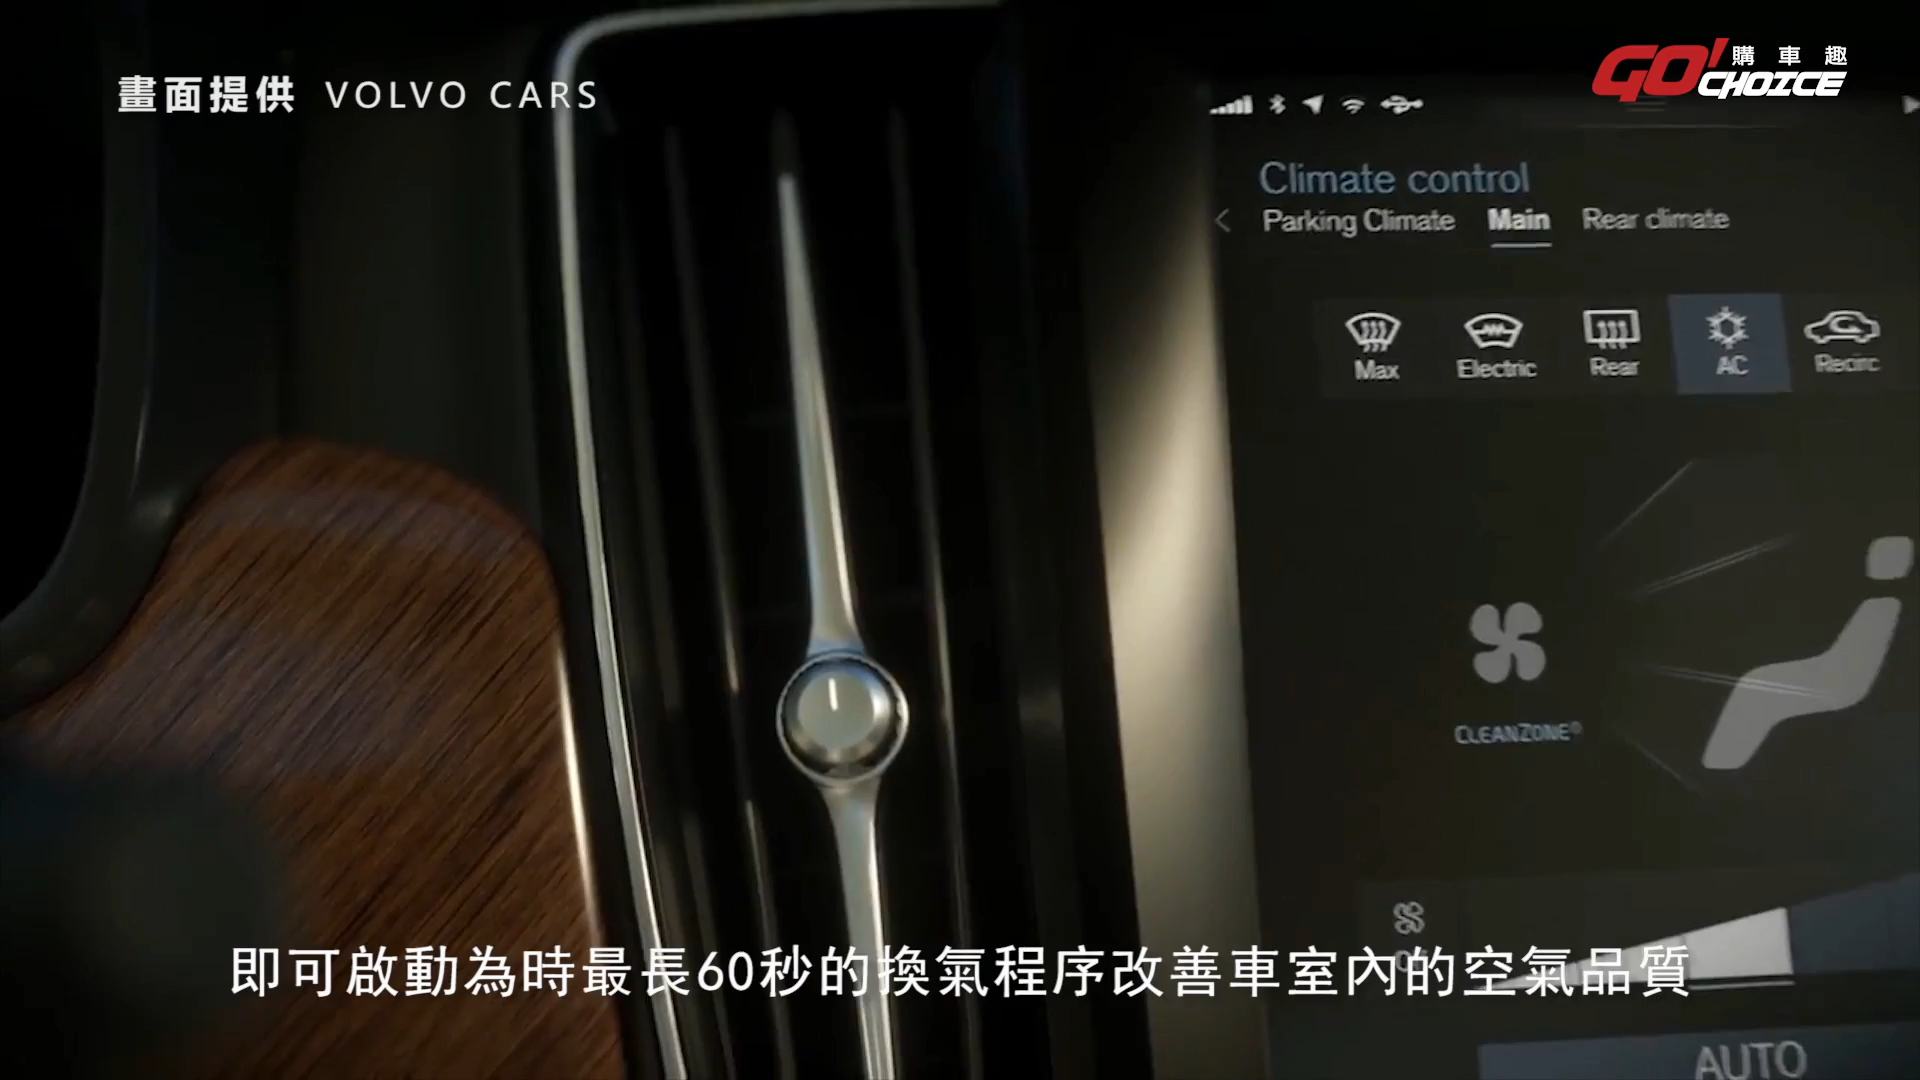 畫面提供 VOLVO CARS
GO! 購車趣
CHOICE
Climate control
Parking Climate Main Rear climate
Max Electric Rear AC Recirc
CLEANZONE®
即可啟動為時最長60秒的換氣程序改善車室內的空氣品質
AUTO